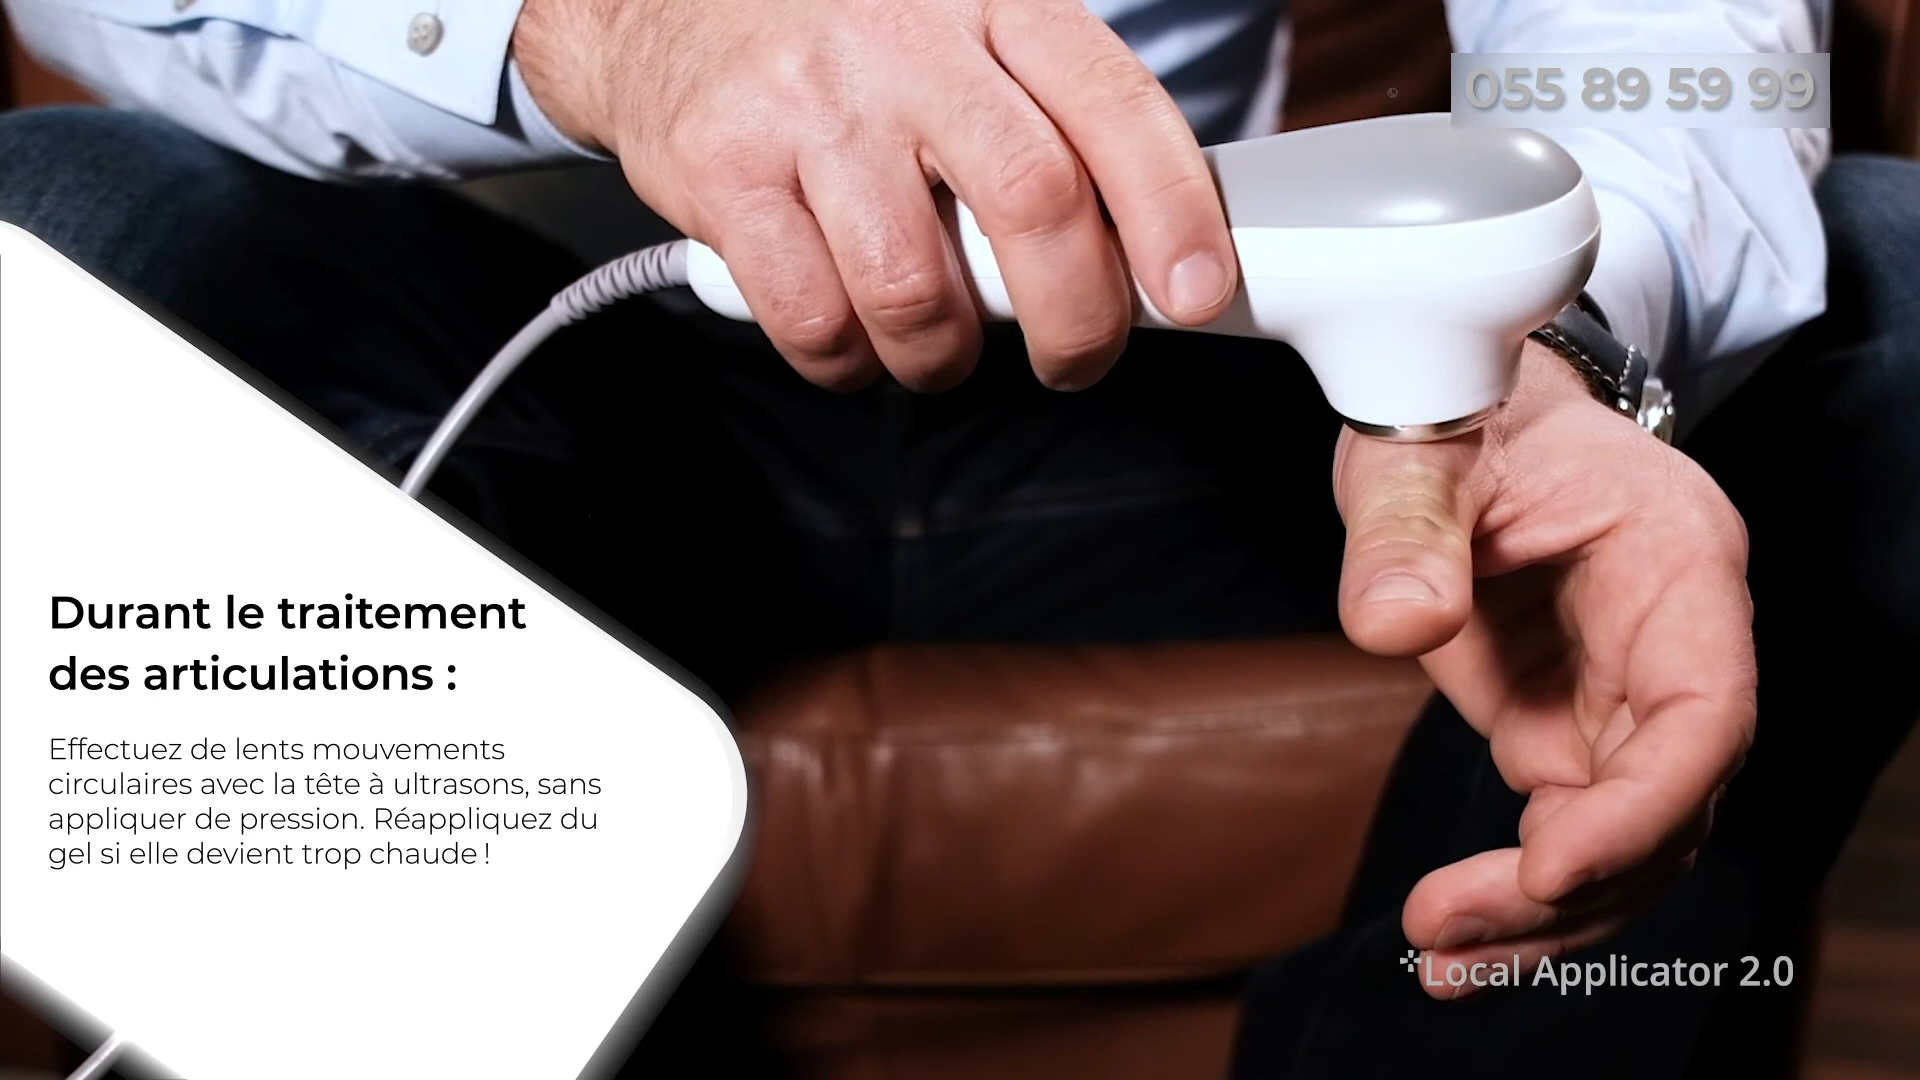 055 89 59 99
Durant le traitement
des articulations :
Effectuez de lents mouvements
circulaires avec la tête à ultrasons, sans
appliquer de pression. Réappliquez du
gel si elle devient trop chaude !
Local Applicator 2.0